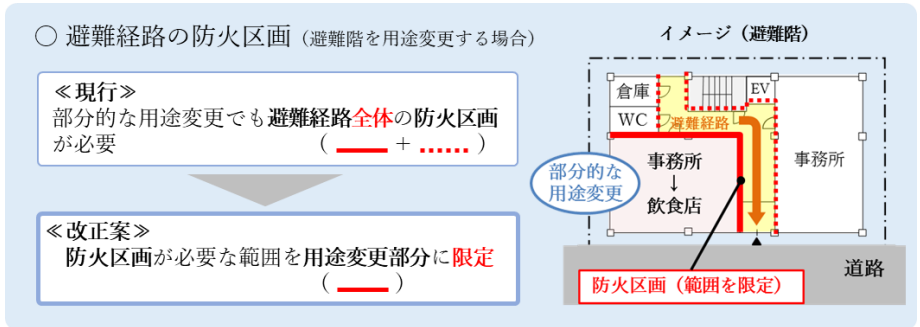 ○ 避難経路の防火区画（避難階を用途変更する場合）
≪現行≫
部分的な用途変更でも避難経路全体の防火区画
が必要
（ ＋ ）
≪改正案≫
防火区画が必要な範囲を用途変更部分に限定
（ ）
イメージ（避難階）
倉庫
EV
WC
避難経路
事務所
↓
飲食店
事務所
部分的な
用途変更
道路
防火区画（範囲を限定）